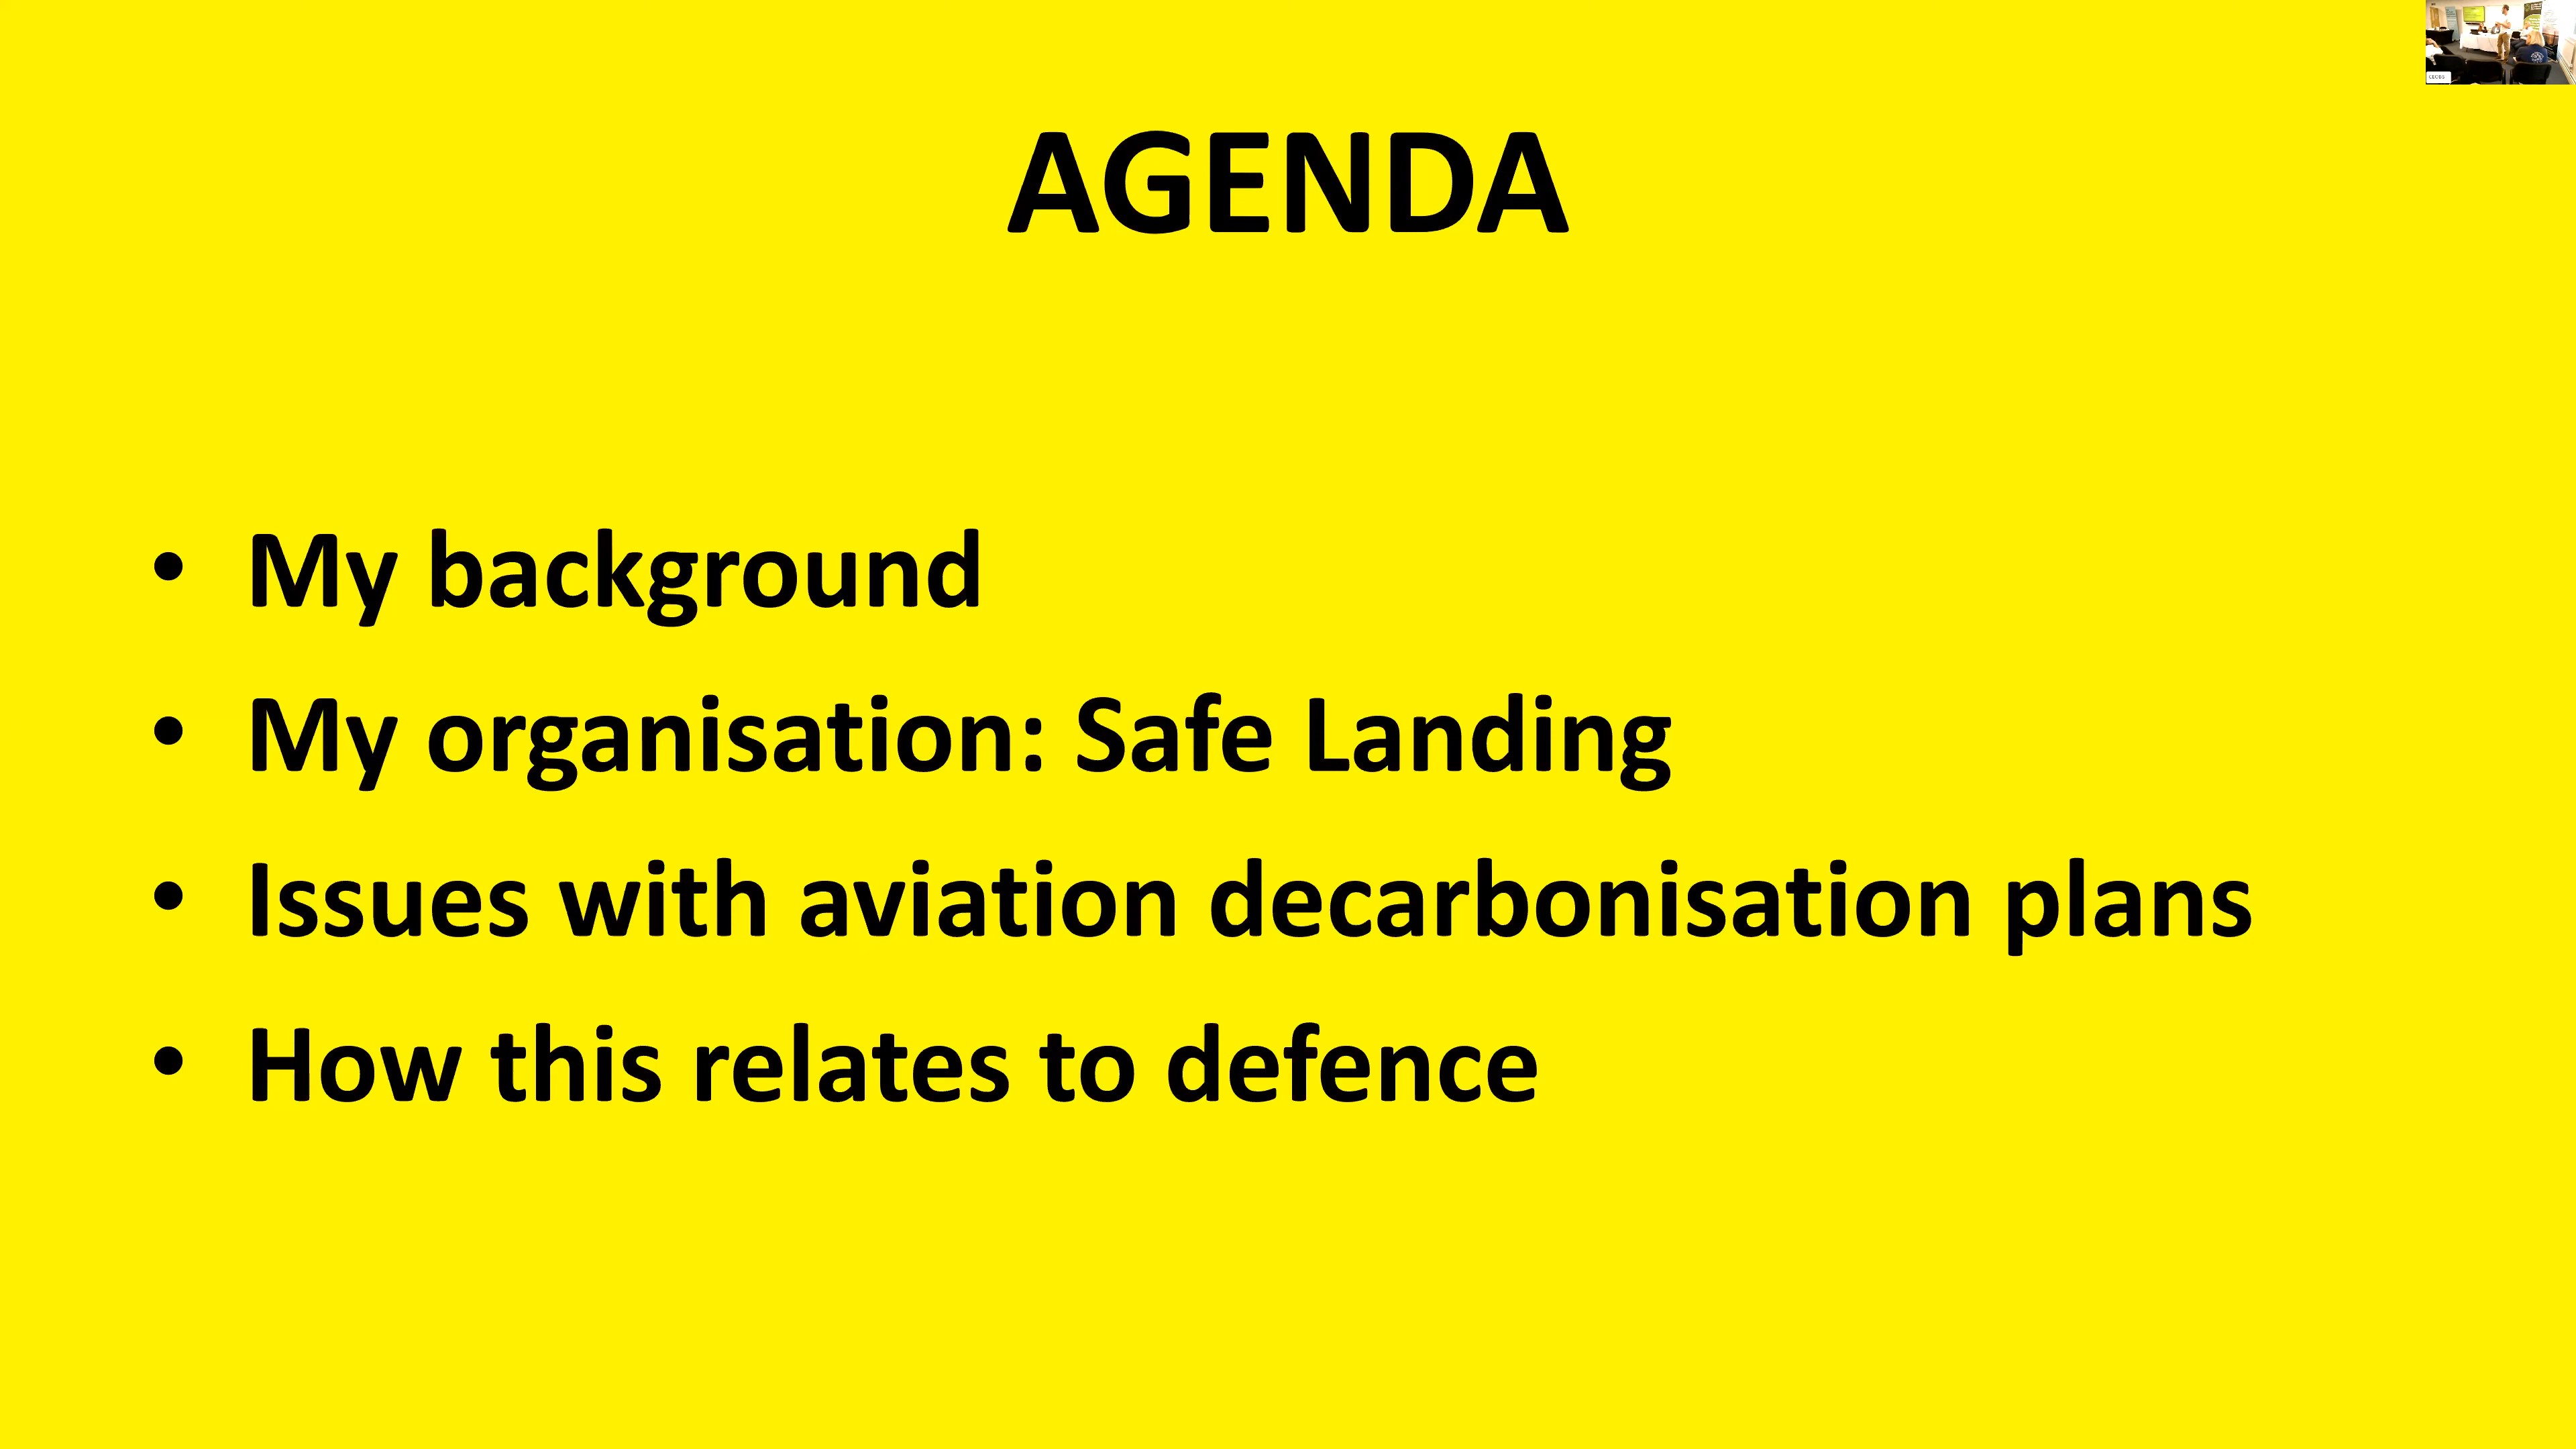 AGENDA
• My background
• My organisation: Safe Landing
• Issues with aviation decarbonisation plans
• How this relates to defence